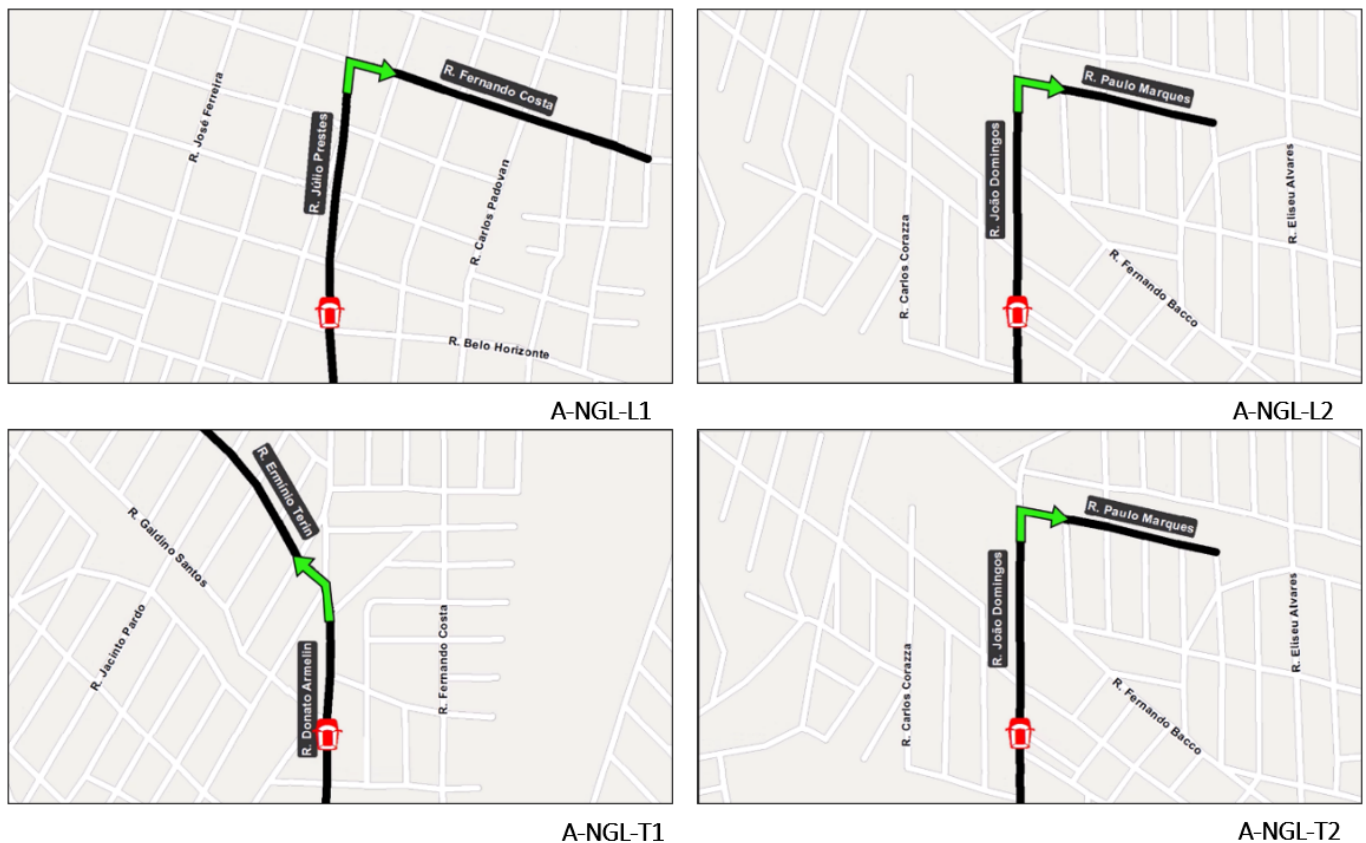 R. José Ferreira
R. Júlio Prestes
R. Fernando Costa
R. Carlos Padovan
R. Belo Horizonte
A-NGL-L1
R. Carlos Corazza
R. João Domingos
R. Paulo Marques
R. Fernando Bacco
R. Eliseu Alvares
A-NGL-L2
R. Galdino Santos
R. Jacinto Pardo
R. Ermínio Terin
R. Donato Armelin
R. Fernando Costa
A-NGL-T1
R. Carlos Corazza
R. João Domingos
R. Paulo Marques
R. Fernando Bacco
R. Eliseu Alvares
A-NGL-T2